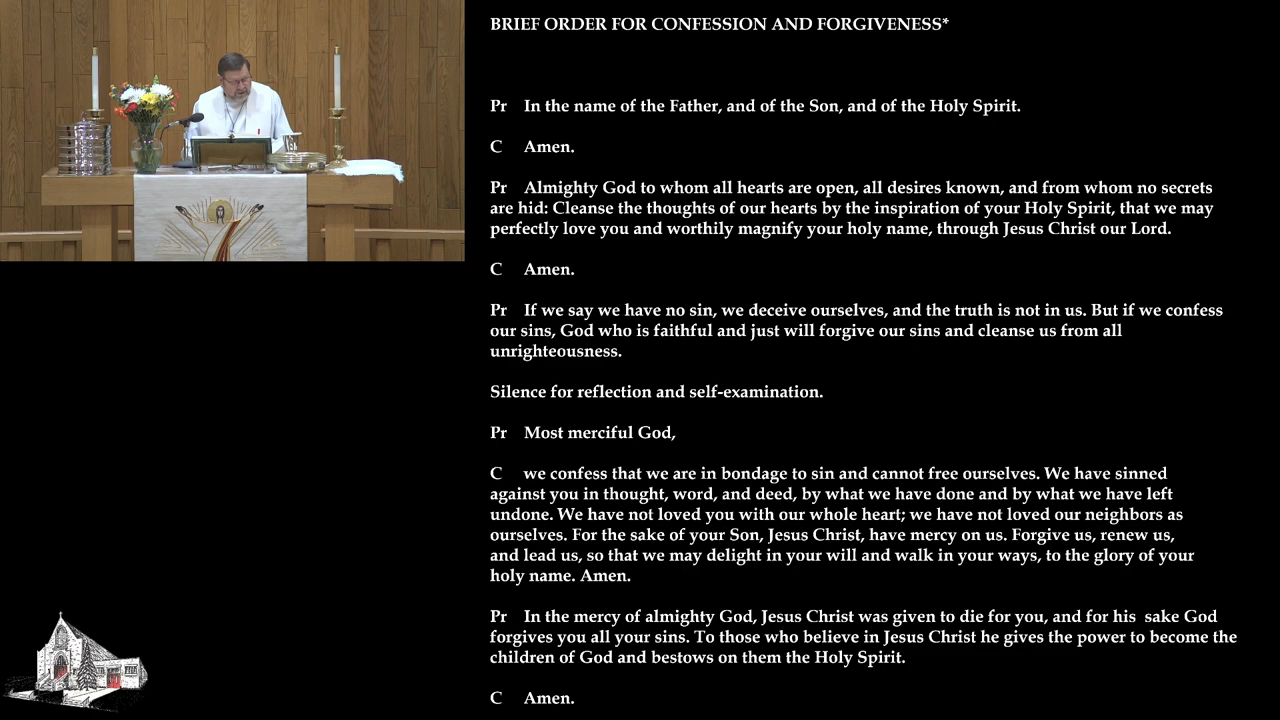 BRIEF ORDER FOR CONFESSION AND FORGIVENESS*
Pr In the name of the Father, and of the Son, and of the Holy Spirit.
C Amen.
Pr Almighty God to whom all hearts are open, all desires known, and from whom no secrets
are hid: Cleanse the thoughts of our hearts by the inspiration of your Holy Spirit, that we may
perfectly love you and worthily magnify your holy name, through Jesus Christ our Lord.
C Amen.
Pr If we say we have no sin, we deceive ourselves, and the truth is not in us. But if we confess
our sins, God who is faithful and just will forgive our sins and cleanse us from all
unrighteousness.
Silence for reflection and self-examination.
Pr Most merciful God,
C we confess that we are in bondage to sin and cannot free ourselves. We have sinned
against you in thought, word, and deed, by what we have done and by what we have left
undone. We have not loved you with our whole heart; we have not loved our neighbors as
ourselves. For the sake of your Son, Jesus Christ, have mercy on us. Forgive us, renew us,
and lead us, so that we may delight in your will and walk in your ways, to the glory of your
holy name. Amen.
Pr In the mercy of almighty God, Jesus Christ was given to die for you, and for his sake God
forgives you all your sins. To those who believe in Jesus Christ he gives the power to become the
children of God and bestows on them the Holy Spirit.
C Amen.